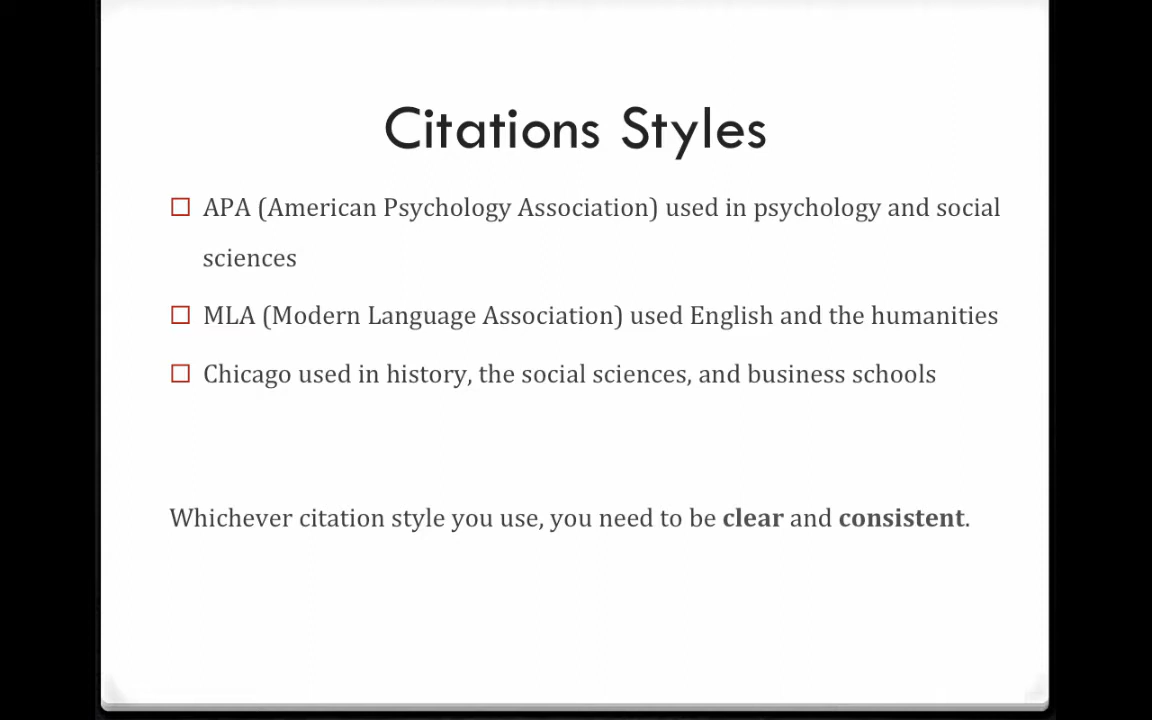 Citations Styles
APA (American Psychology Association) used in psychology and social
sciences
MLA (Modern Language Association) used English and the humanities
Chicago used in history, the social sciences, and business schools
Whichever citation style you use, you need to be clear and consistent.